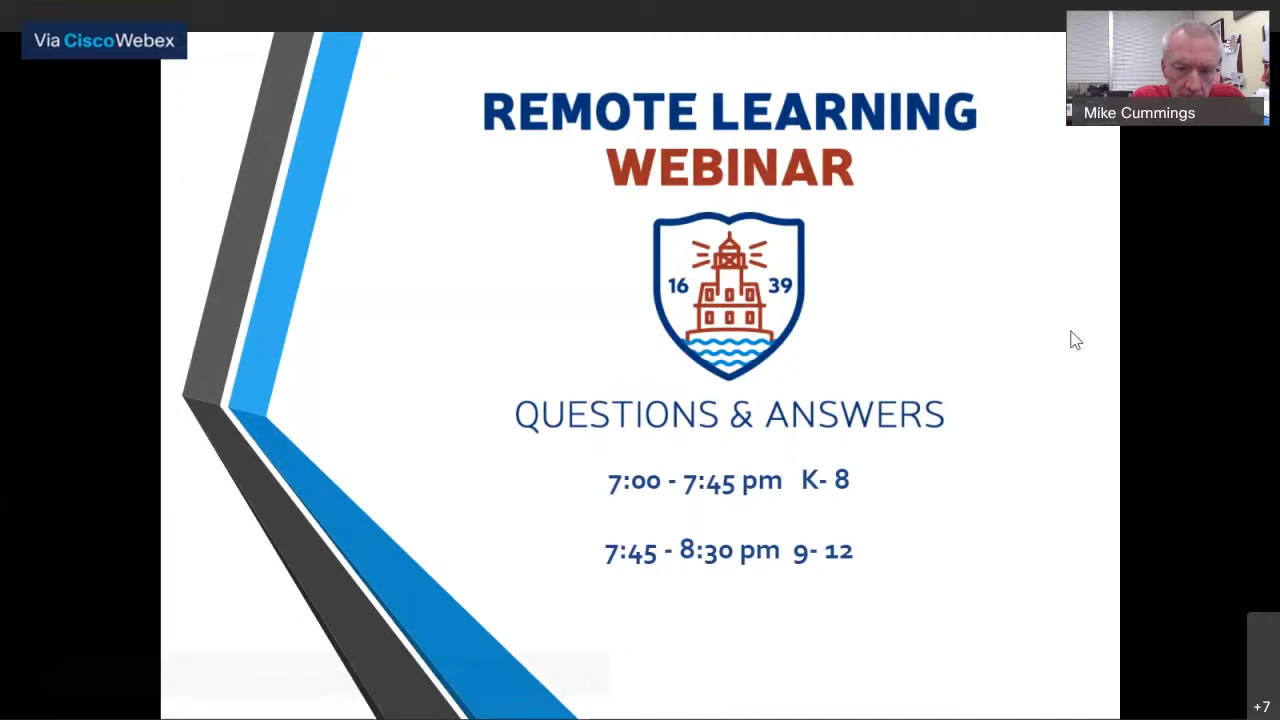 Via CiscoWebex
Mike Cummings
REMOTE LEARNING
WEBINAR
16 39
QUESTIONS & ANSWERS
7:00 - 7:45 pm K- 8
7:45 - 8:30 pm 9- 12
+7